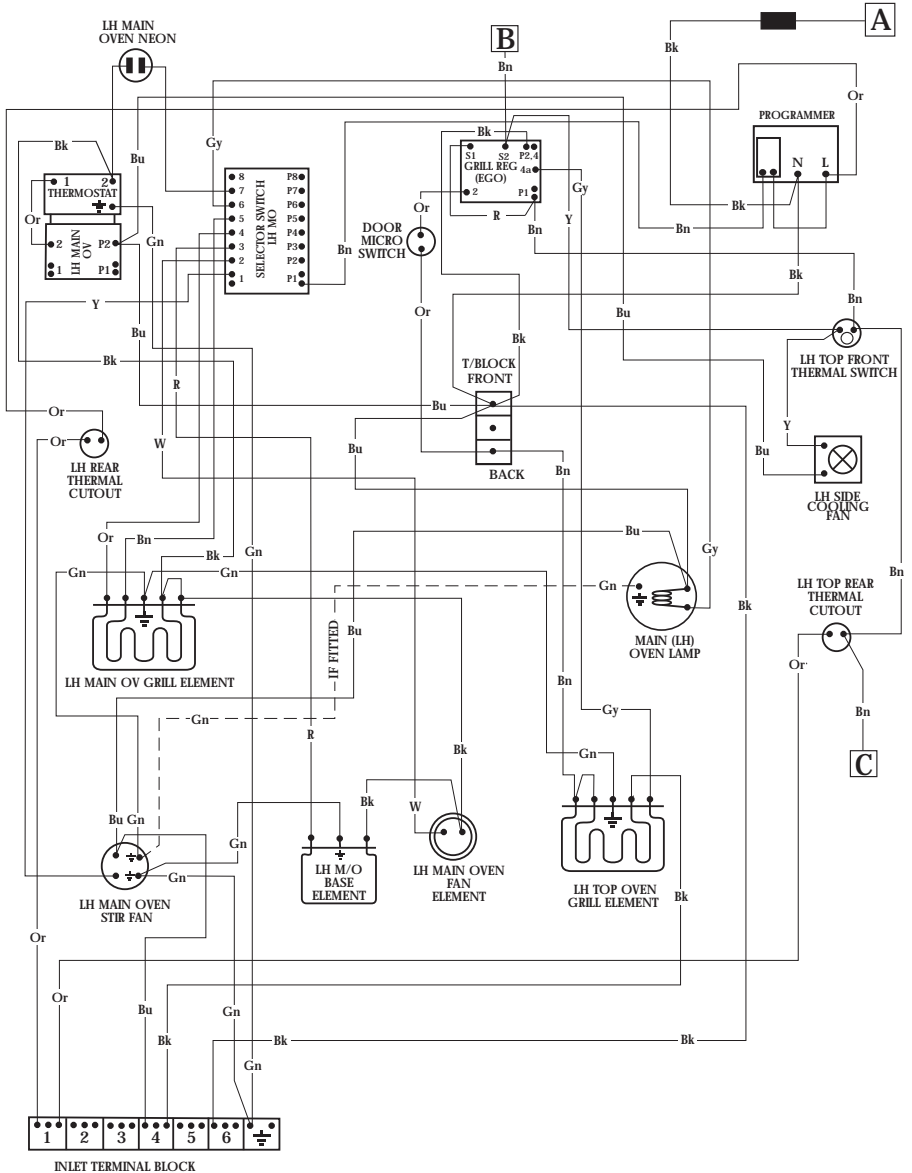 LH MAIN
OVEN NEON
A
B
Bk
Bn
Or
PROGRAMMER
N L
Gy
Bk
Bu
Bk
S1 S2 P2,4
GRILL REG
(EGO)
4a
2 P1
1 2
THERMOSTAT
8 P8
7 P7
6 P6
5 P5
4 P4
3 P3
2 P2
1 P1
SELECTOR SWITCH
LH MO
Or
R
Y
Gy
Bk
Bn
Or
Gn
DOOR
MICRO
SWITCH
Bn
Bn
2 P2
1 P1
LH MAIN
OV
Bk
Bn
Y
Or
Bu
Bu
Bk
LH TOP FRONT
THERMAL SWITCH
Bk
R
T/BLOCK
FRONT
Or
Bu
Y
Or
W
Bu
Bn
Bu
BACK
LH REAR
THERMAL
CUTOUT
LH SIDE
COOLING
FAN
Or
Bn
Bk
Gn
Bu
Gy
Gn
Gn
Gn
Bn
LH TOP REAR
THERMAL
CUTOUT
Bk
Bu
IF FITTED
MAIN (LH)
OVEN LAMP
Or
LH MAIN OV GRILL ELEMENT
Bn
Gn
R
Gy
Bn
Bk
Gn
C
Bk
W
Bu Gn
Gn
Gn
LH MAIN OVEN
STIR FAN
LH M/O
BASE
ELEMENT
LH MAIN OVEN
FAN
ELEMENT
LH TOP OVEN
GRILL ELEMENT
Bk
Or
Or
Bu
Gn
Bk
Bk
Bk
Gn
1 2 3 4 5 6
INLET TERMINAL BLOCK